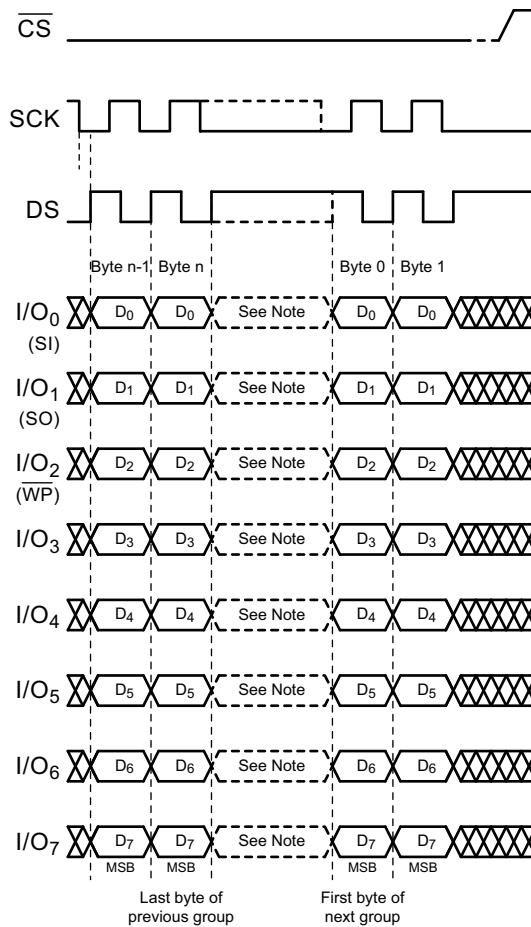 CS
SCK
DS
Byte n-1 Byte n Byte 0 Byte 1
I/O0 D0 D0 See Note D0 D0
(SI)
I/O1 D1 D1 See Note D1 D1
(SO)
I/O2 D2 D2 See Note D2 D2
(WP)
I/O3 D3 D3 See Note D3 D3
I/O4 D4 D4 See Note D4 D4
I/O5 D5 D5 See Note D5 D5
I/O6 D6 D6 See Note D6 D6
I/O7 D7 D7 See Note D7 D7
MSB MSB MSB MSB
Last byte of First byte of
previous group next group